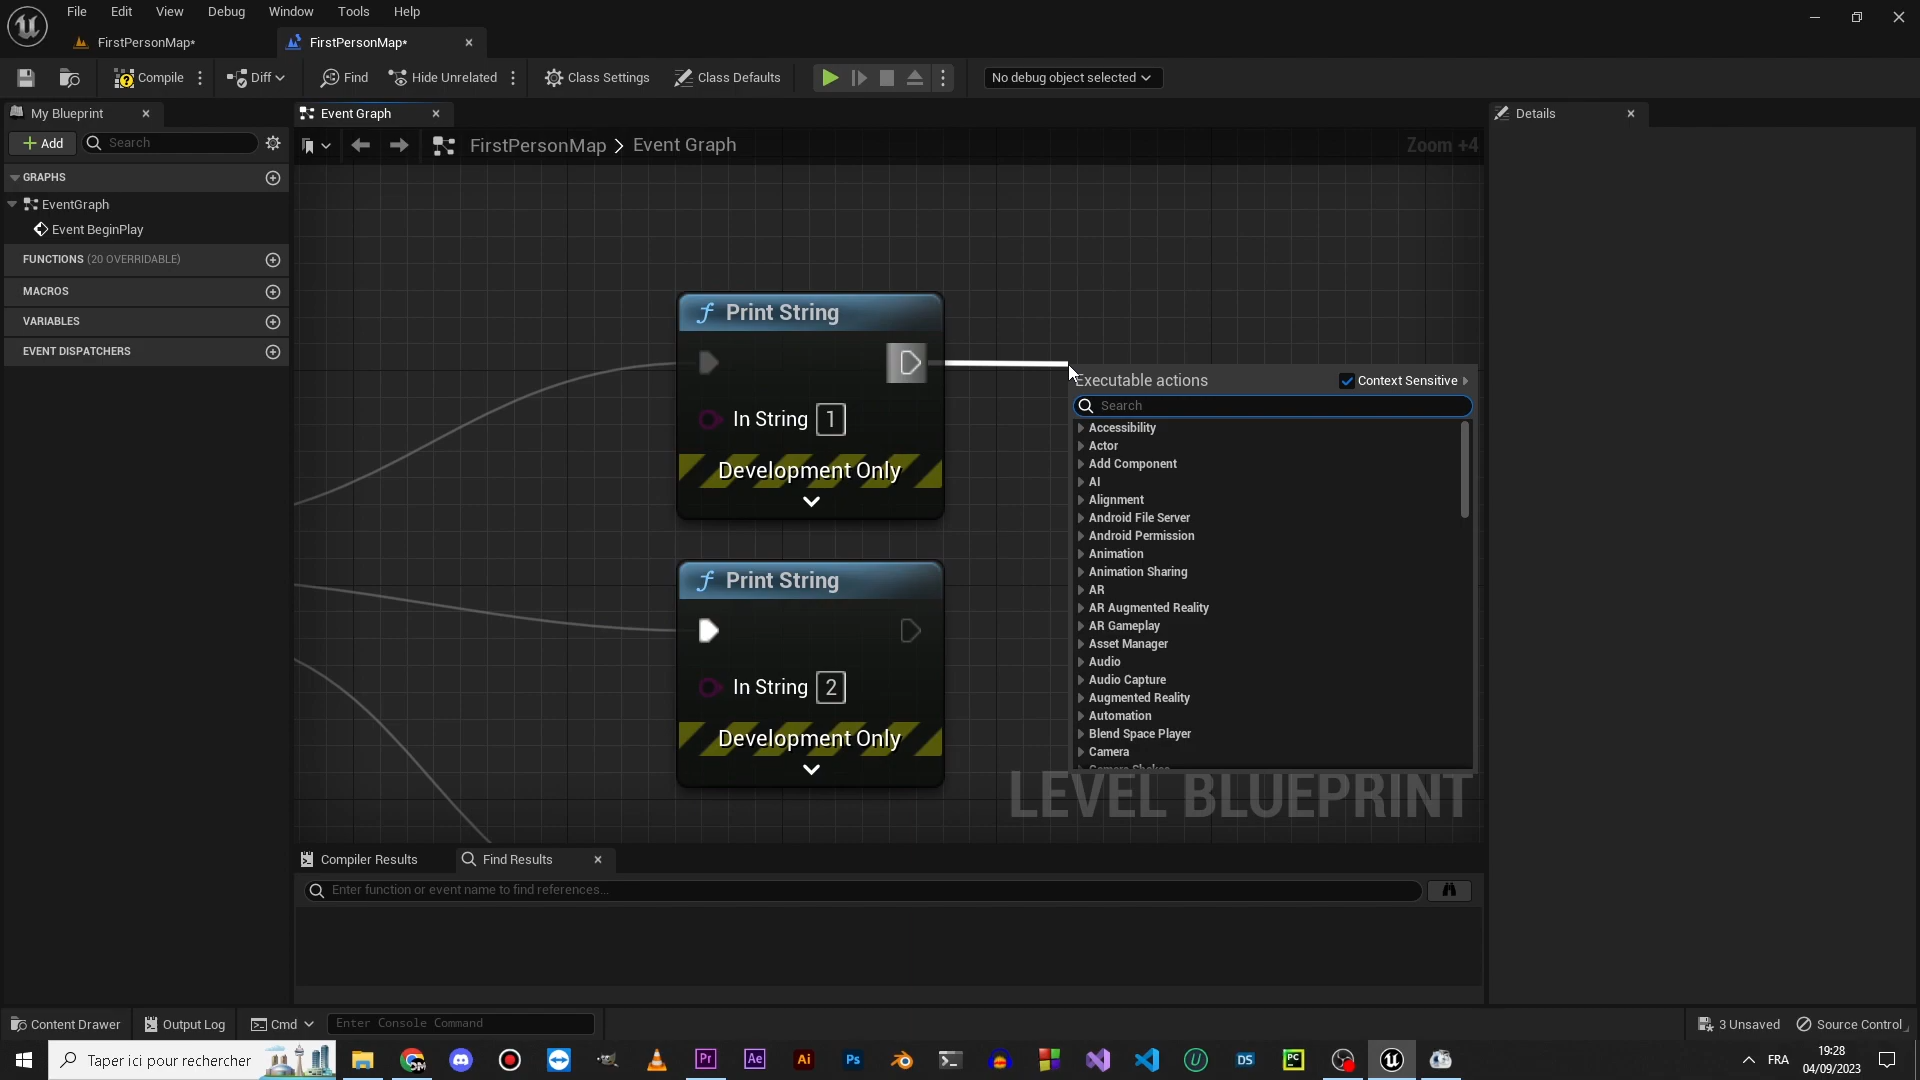 File Edit View Debug Window Tools Help
FirstPersonMap* FirstPersonMap*
Compile Diff Find Hide Unrelated Class Settings Class Defaults No debug object selected
My Blueprint Event Graph Details
Add Search FirstPersonMap > Event Graph Zoom +4
GRAPHS
EventGraph
Event BeginPlay
FUNCTIONS (20 OVERRIDABLE)
MACROS
VARIABLES
EVENT DISPATCHERS
f Print String
In String 1
Development Only
f Print String
In String 2
Development Only
Executable actions Context Sensitive
Search
Accessibility
Actor
Add Component
AI
Alignment
Android File Server
Android Permission
Animation
Animation Sharing
AR
AR Augmented Reality
AR Gameplay
Asset Manager
Audio
Audio Capture
Augmented Reality
Automation
Blend Space Player
Camera
LEVEL BLUEPRINT
Compiler Results Find Results
Enter function or event name to find references...
Content Drawer Output Log Cmd Enter Console Command 3 Unsaved Source Control
Taper ici pour rechercher Pr Ae Ai Ps DS PC FRA 19:28
04/09/2023